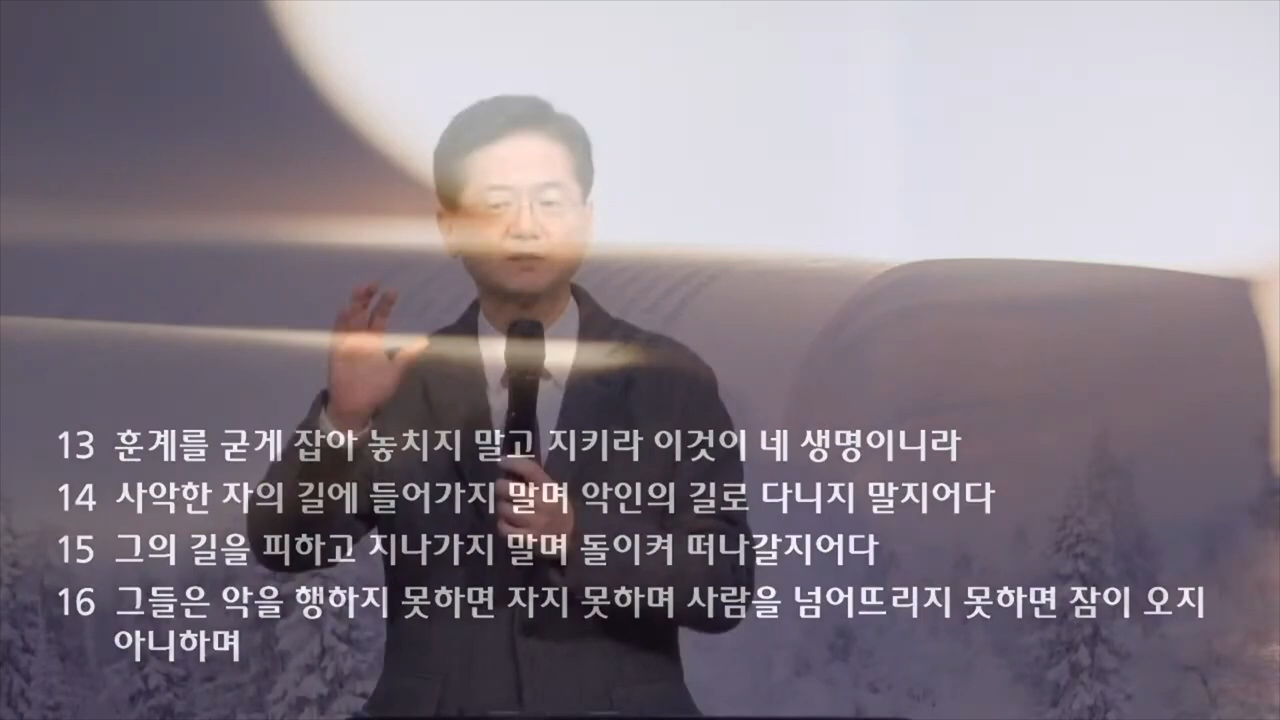 13 훈계를 굳게 잡아 놓치지 말고 지키라 이것이 네 생명이니라
14 사악한 자의 길에 들어가지 말며 악인의 길로 다니지 말지어다
15 그의 길을 피하고 지나가지 말며 돌이켜 떠나갈지어다
16 그들은 악을 행하지 못하면 자지 못하며 사람을 넘어뜨리지 못하면 잠이 오지
아니하며